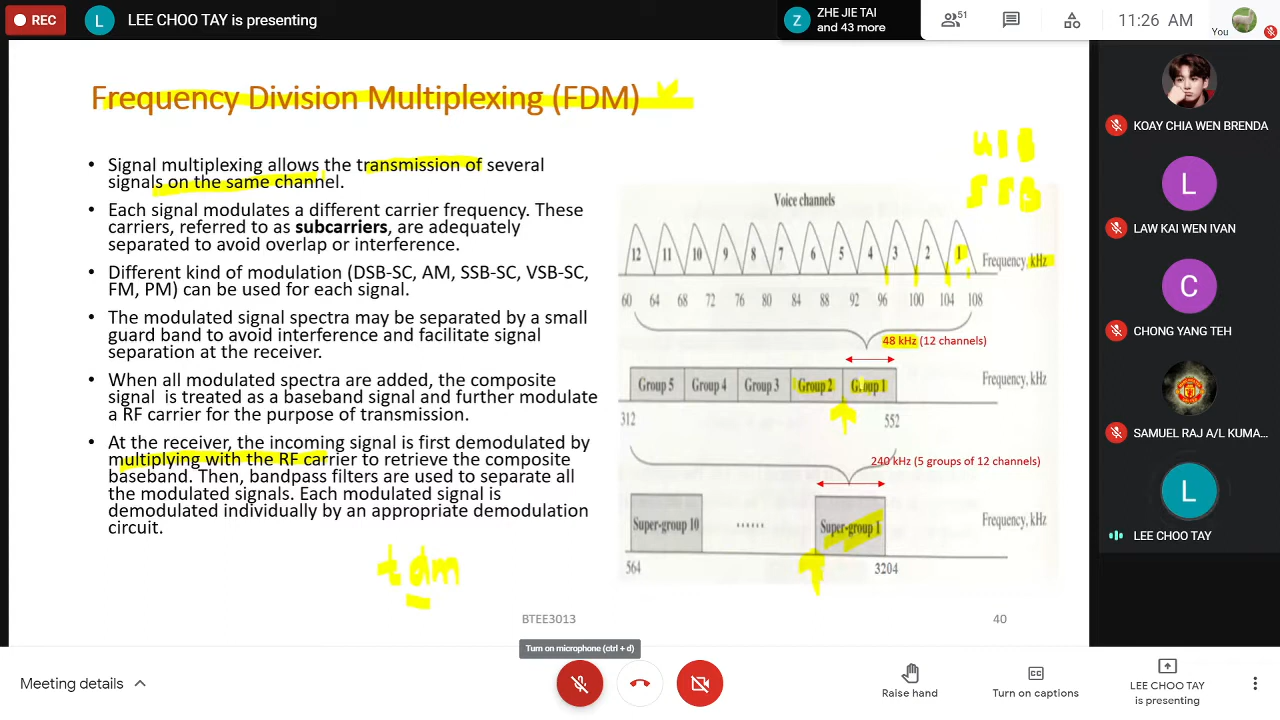 REC
L
LEE CHOO TAY is presenting
Z
ZHE JIE TAI
and 43 more
51
11:26 AM
You
Frequency Division Multiplexing (FDM)
• Signal multiplexing allows the transmission of several
signals on the same channel.
• Each signal modulates a different carrier frequency. These
carriers, referred to as subcarriers, are adequately
separated to avoid overlap or interference.
• Different kind of modulation (DSB-SC, AM, SSB-SC, VSB-SC,
FM, PM) can be used for each signal.
• The modulated signal spectra may be separated by a small
guard band to avoid interference and facilitate signal
separation at the receiver.
• When all modulated spectra are added, the composite
signal is treated as a baseband signal and further modulate
a RF carrier for the purpose of transmission.
• At the receiver, the incoming signal is first demodulated by
multiplying with the RF carrier to retrieve the composite
baseband. Then, bandpass filters are used to separate all
the modulated signals. Each modulated signal is
demodulated individually by an appropriate demodulation
circuit.
tdm
SSB
Voice channels
12 11 10 9 8 7 6 5 4 3 2 1
Frequency, kHz
60 64 68 72 76 80 84 88 92 96 100 104 108
48 kHz (12 channels)
Group 5 Group 4 Group 3 Group 2 Group 1
Frequency, kHz
312 552
240 kHz (5 groups of 12 channels)
Super-group 10 ...... Super-group 1
Frequency, kHz
564 3204
BTEE3013
40
KOAY CHIA WEN BRENDA
L
LAW KAI WEN IVAN
C
CHONG YANG TEH
SAMUEL RAJ A/L KUMA...
L
LEE CHOO TAY
Turn on microphone (ctrl + d)
Meeting details
Raise hand
CC
Turn on captions
LEE CHOO TAY
is presenting